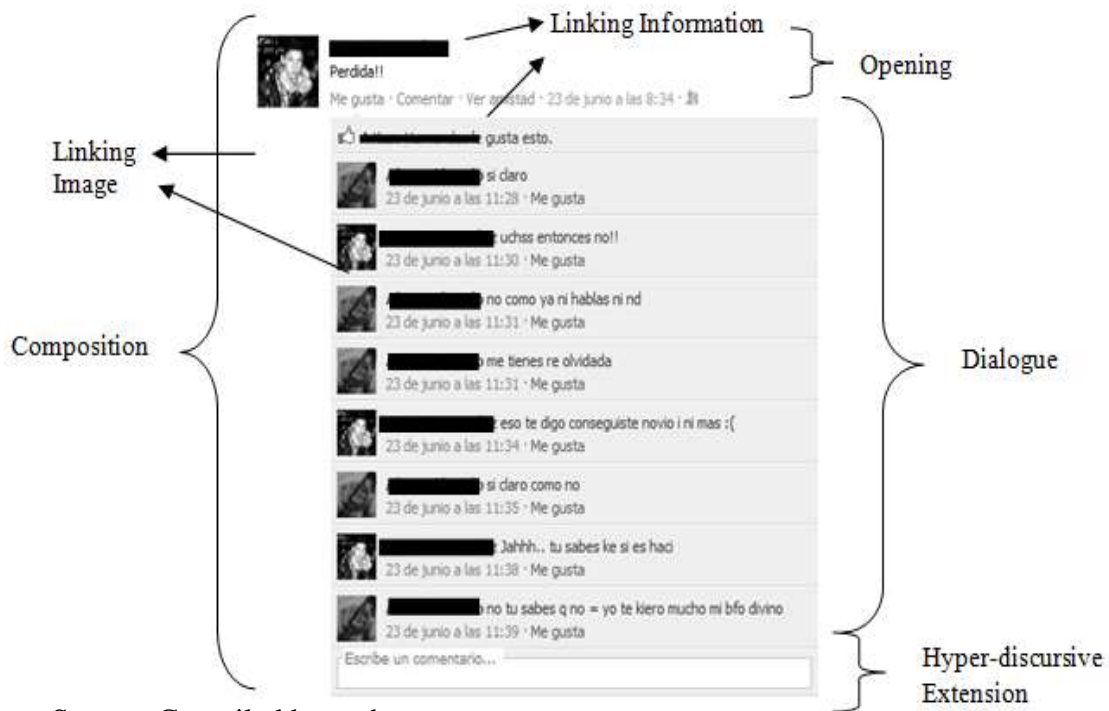 Linking Information
Opening
Perdida!!
Me gusta · Comentar · Ver amistad · 23 de junio a las 8:34 ·
gusta esto.
Linking
Image
si claro
23 de junio a las 11:28 · Me gusta
uchss entonces no!!
23 de junio a las 11:30 · Me gusta
no como ya ni hablas ni nd
23 de junio a las 11:31 · Me gusta
Composition
Dialogue
me tienes re olvidada
23 de junio a las 11:31 · Me gusta
eso te digo conseguiste novio i ni mas :(
23 de junio a las 11:34 · Me gusta
si claro como no
23 de junio a las 11:35 · Me gusta
Jahhh.. tu sabes ke si es haci
23 de junio a las 11:38 · Me gusta
no tu sabes q no = yo te kiero mucho mi bfo divino
23 de junio a las 11:39 · Me gusta
Escribe un comentario...
Hyper-discursive
Extension